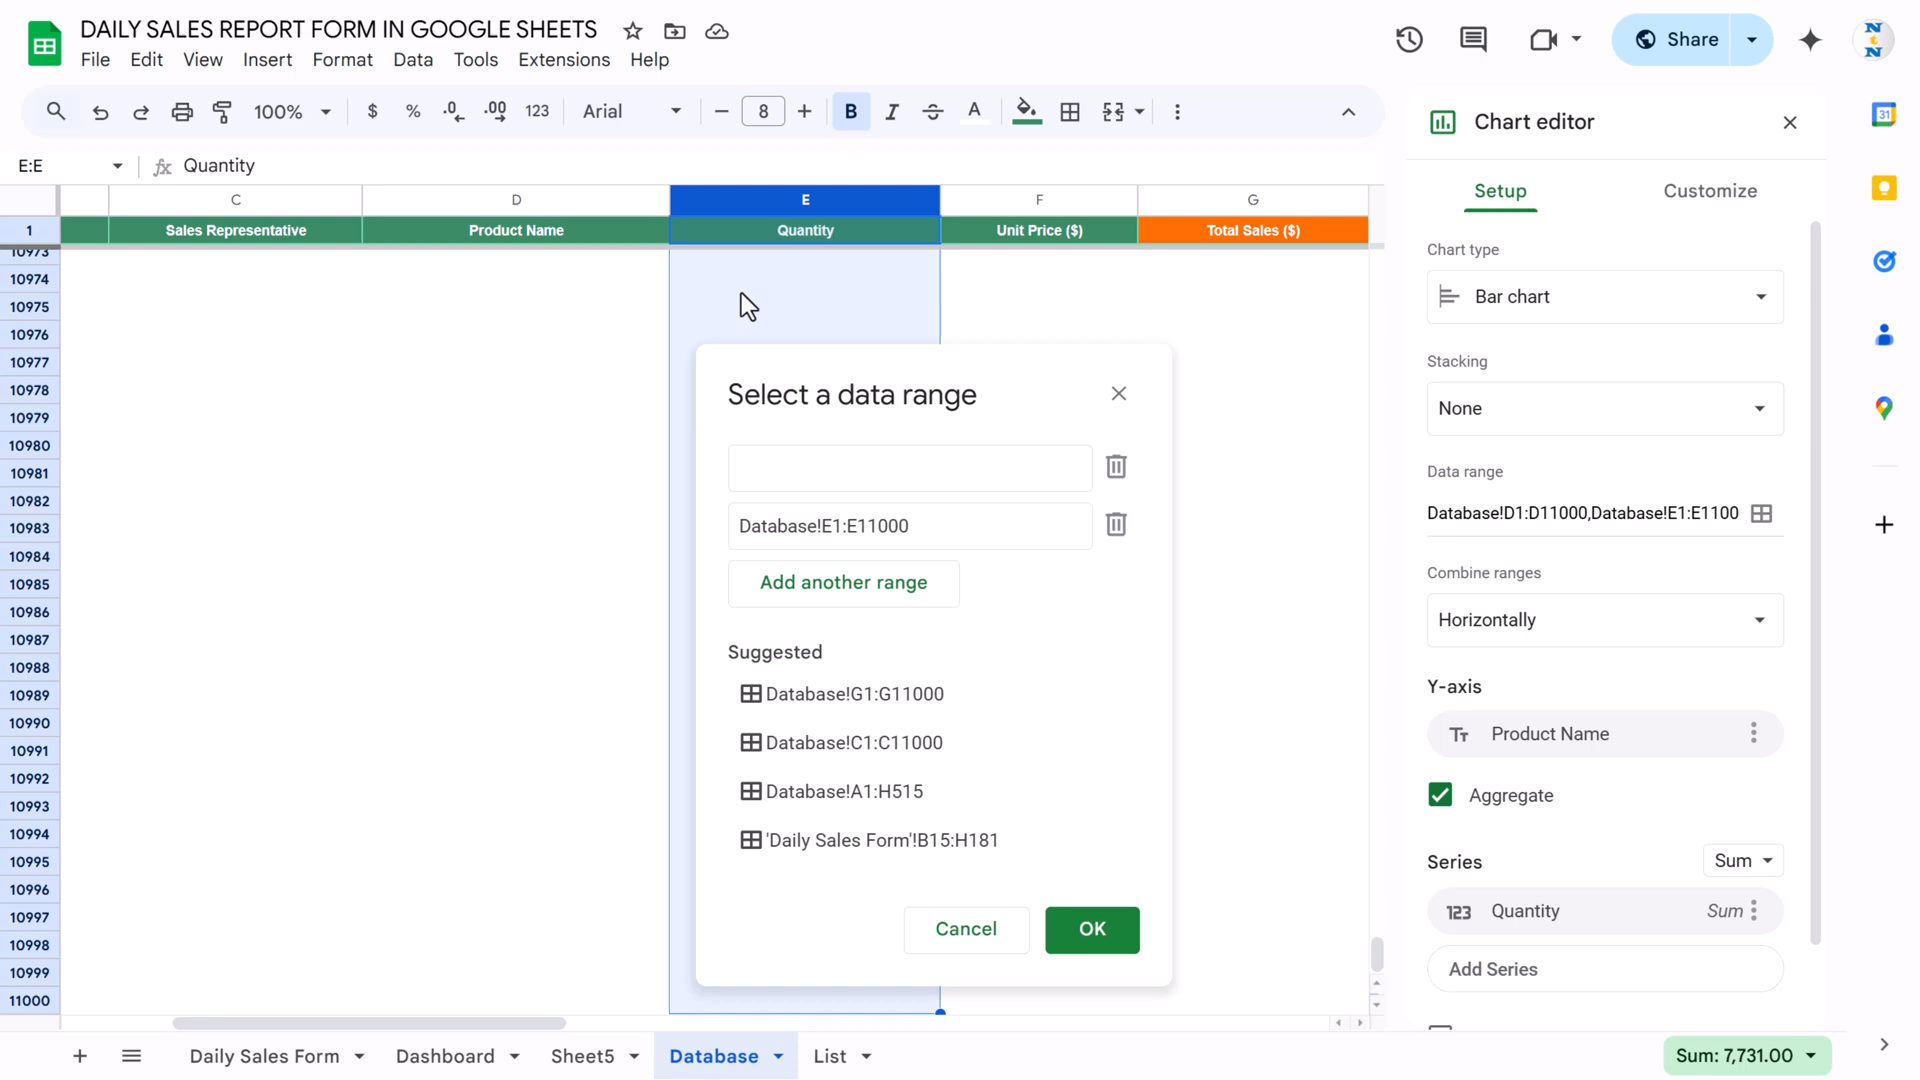 DAILY SALES REPORT FORM IN GOOGLE SHEETS
File Edit View Insert Format Data Tools Extensions Help
Share
100% $ % .0 .00 123 Arial 8 B I A
E:E fx Quantity
C D E F G
1 Sales Representative Product Name Quantity Unit Price ($) Total Sales ($)
10973
10974
10975
10976
10977
10978
10979
10980
10981
10982
10983
10984
10985
10986
10987
10988
10989
10990
10991
10992
10993
10994
10995
10996
10997
10998
10999
11000
Select a data range
Database!E1:E11000
Add another range
Suggested
Database!G1:G11000
Database!C1:C11000
Database!A1:H515
'Daily Sales Form'!B15:H181
Cancel OK
Chart editor
Setup Customize
Chart type
Bar chart
Stacking
None
Data range
Database!D1:D11000,Database!E1:E1100
Combine ranges
Horizontally
Y-axis
Tт Product Name
Aggregate
Series Sum
123 Quantity Sum
Add Series
31
N t N
Daily Sales Form Dashboard Sheet5 Database List
Sum: 7,731.00